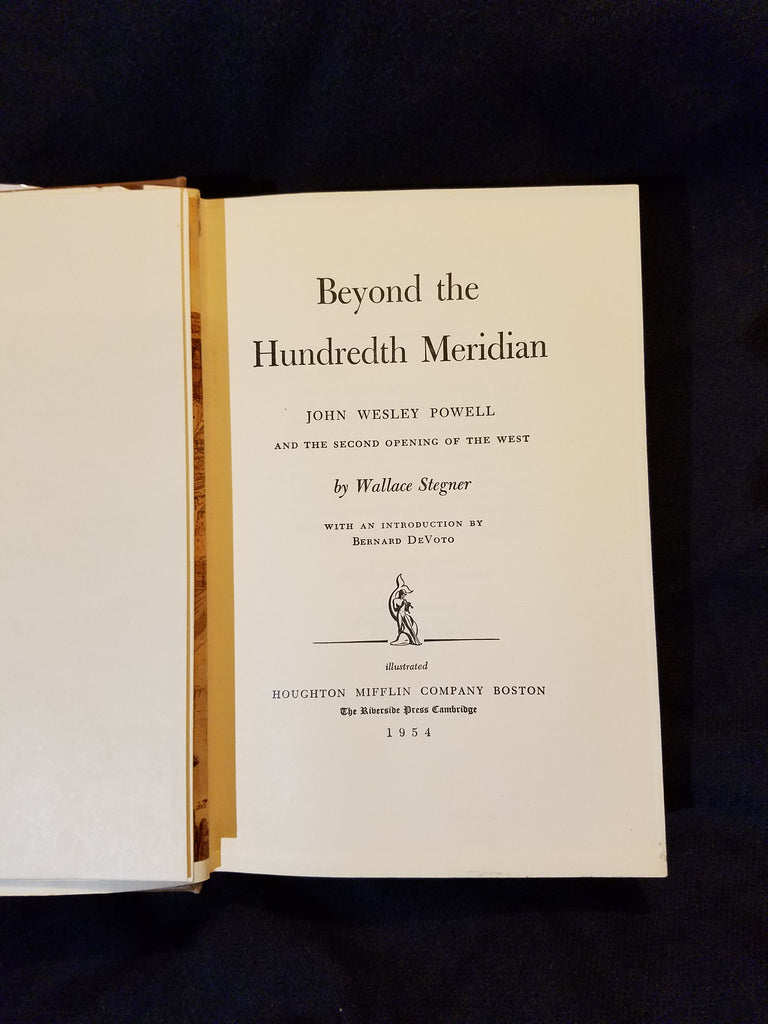 Beyond the
Hundredth Meridian
JOHN WESLEY POWELL
AND THE SECOND OPENING OF THE WEST
by Wallace Stegner
WITH AN INTRODUCTION BY
BERNARD DEVOTO
illustrated
HOUGHTON MIFFLIN COMPANY BOSTON
The Riverside Press Cambridge
1954